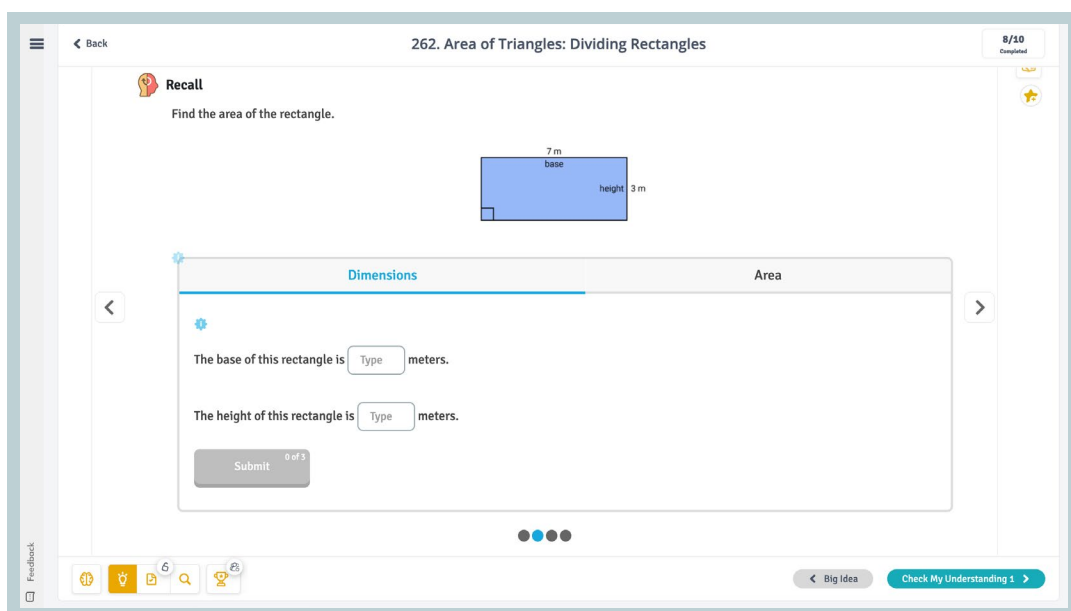 Back
262. Area of Triangles: Dividing Rectangles
8/10
Completed
Recall
Find the area of the rectangle.
7 m
base
height 3 m
Dimensions
Area
The base of this rectangle is Type meters.
The height of this rectangle is Type meters.
Submit
0 of 3
Feedback
Big Idea
Check My Understanding 1